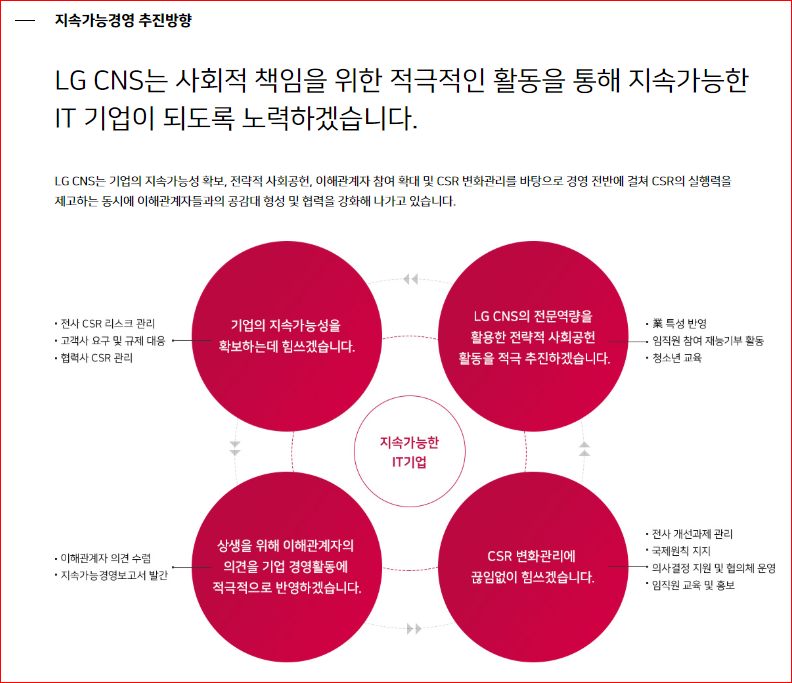 지속가능경영 추진방향
LG CNS는 사회적 책임을 위한 적극적인 활동을 통해 지속가능한
IT 기업이 되도록 노력하겠습니다.
LG CNS는 기업의 지속가능성 확보, 전략적 사회공헌, 이해관계자 참여 확대 및 CSR 변화관리를 바탕으로 경영 전반에 걸쳐 CSR의 실행력을
제고하는 동시에 이해관계자들과의 공감대 형성 및 협력을 강화해 나가고 있습니다.
• 전사 CSR 리스크 관리
• 고객사 요구 및 규제 대응
• 협력사 CSR 관리
기업의 지속가능성을
확보하는데 힘쓰겠습니다.
LG CNS의 전문역량을
활용한 전략적 사회공헌
활동을 적극 추진하겠습니다.
• 業 특성 반영
• 임직원 참여 재능기부 활동
• 청소년 교육
지속가능한
IT기업
• 이해관계자 의견 수렴
• 지속가능경영보고서 발간
상생을 위해 이해관계자의
의견을 기업 경영활동에
적극적으로 반영하겠습니다.
CSR 변화관리에
끊임없이 힘쓰겠습니다.
• 전사 개선과제 관리
• 국제원칙 지지
• 의사결정 지원 및 협의체 운영
• 임직원 교육 및 홍보